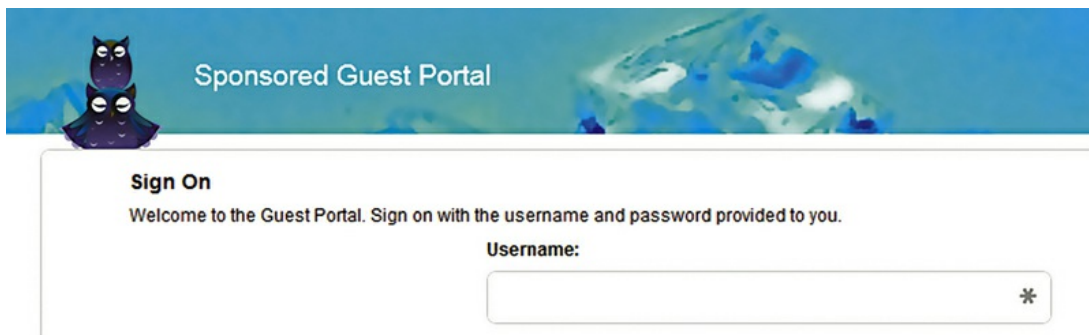 Sponsored Guest Portal
Sign On
Welcome to the Guest Portal. Sign on with the username and password provided to you.
Username:
*